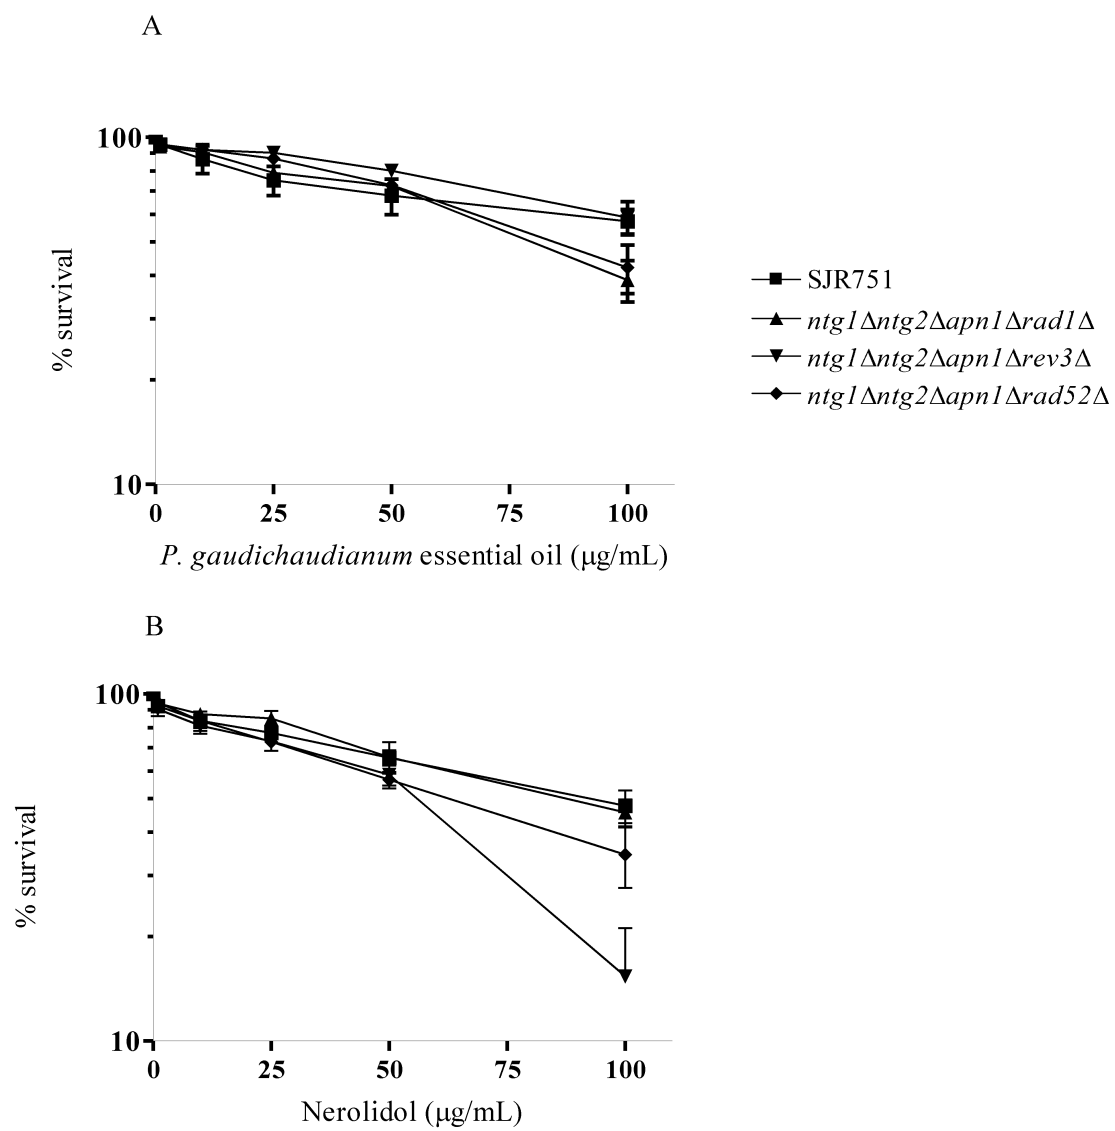 A
100
10
% survival
0 25 50 75 100
P. gaudichaudianum essential oil (μg/mL)
SJR751
ntg1Δntg2Δapn1Δrad1Δ
ntg1Δntg2Δapn1Δrev3Δ
ntg1Δntg2Δapn1Δrad52Δ
B
100
10
% survival
0 25 50 75 100
Nerolidol (μg/mL)